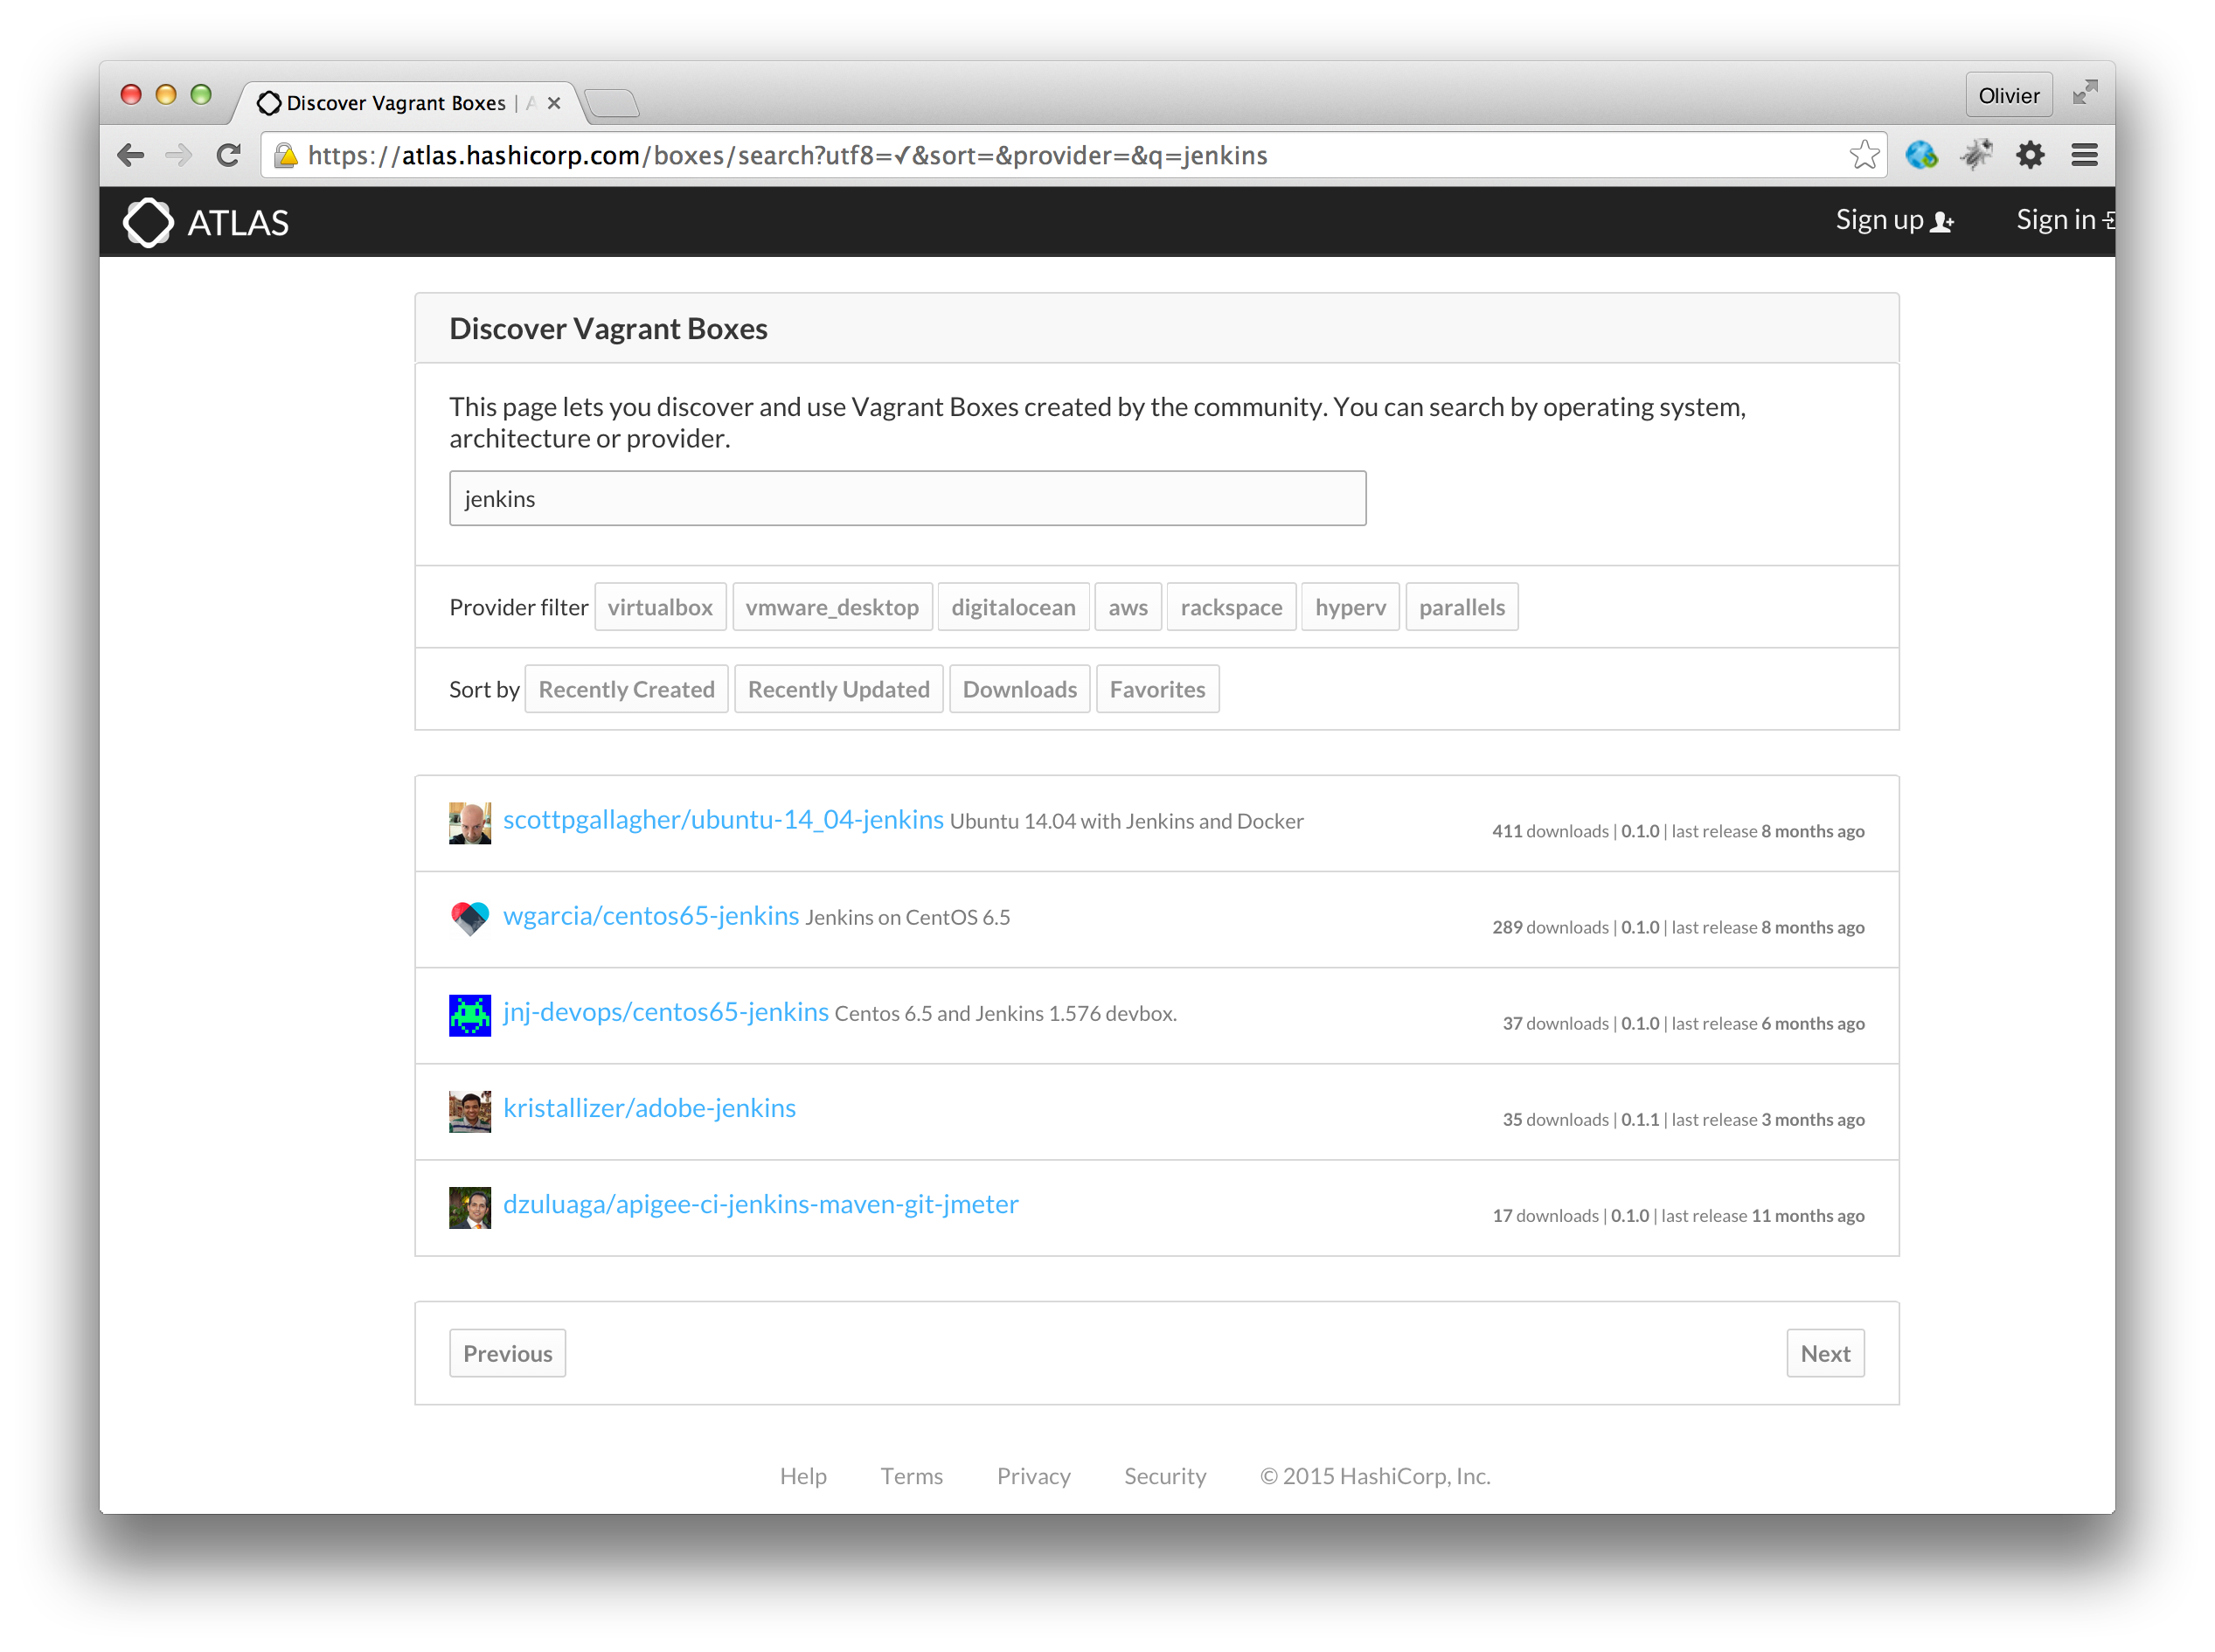 Discover Vagrant Boxes | A
Olivier
https://atlas.hashicorp.com/boxes/search?utf8=✓&sort=&provider=&q=jenkins
ATLAS
Sign up
Sign in
Discover Vagrant Boxes
This page lets you discover and use Vagrant Boxes created by the community. You can search by operating system,
architecture or provider.
jenkins
Provider filter virtualbox vmware_desktop digitalocean aws rackspace hyperv parallels
Sort by Recently Created Recently Updated Downloads Favorites
scottpgallagher/ubuntu-14_04-jenkins Ubuntu 14.04 with Jenkins and Docker
411 downloads | 0.1.0 | last release 8 months ago
wgarcia/centos65-jenkins Jenkins on CentOS 6.5
289 downloads | 0.1.0 | last release 8 months ago
jnj-devops/centos65-jenkins Centos 6.5 and Jenkins 1.576 devbox.
37 downloads | 0.1.0 | last release 6 months ago
kristallizer/adobe-jenkins
35 downloads | 0.1.1 | last release 3 months ago
dzuluaga/apigee-ci-jenkins-maven-git-jmeter
17 downloads | 0.1.0 | last release 11 months ago
Previous
Next
Help Terms Privacy Security © 2015 HashiCorp, Inc.